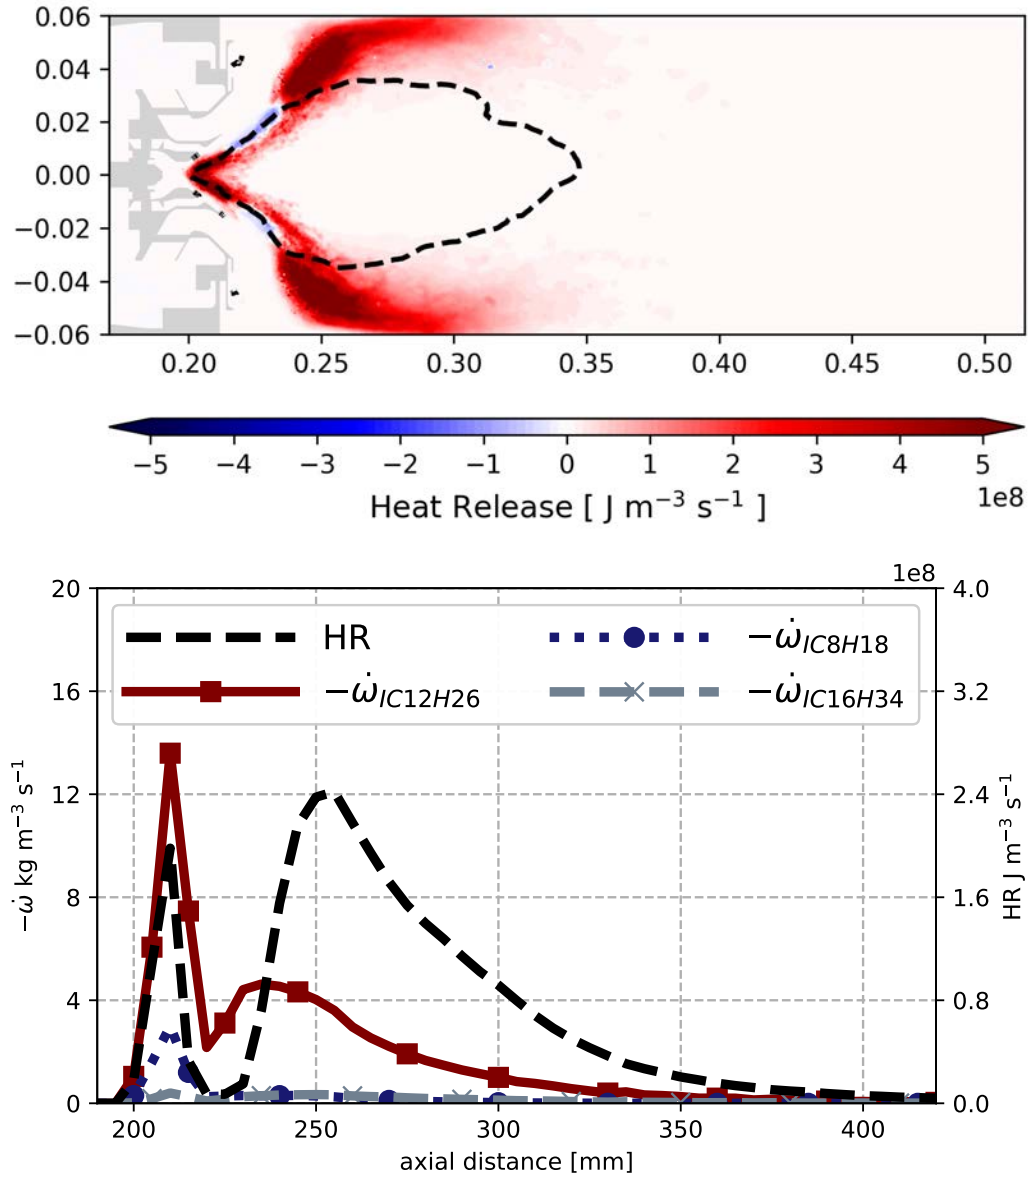 0.06
0.04
0.02
0.00
−0.02
−0.04
−0.06
0.20 0.25 0.30 0.35 0.40 0.45 0.50
−5 −4 −3 −2 −1 0 1 2 3 4 5
1e8
Heat Release [ J m⁻³ s⁻¹ ]
1e8
HR
−ω̇_IC12H26
−ω̇_IC8H18
−ω̇_IC16H34
20
16
12
8
4
0
−ω̇ kg m⁻³ s⁻¹
4.0
3.2
2.4
1.6
0.8
0.0
HR J m⁻³ s⁻¹
200 250 300 350 400
axial distance [mm]